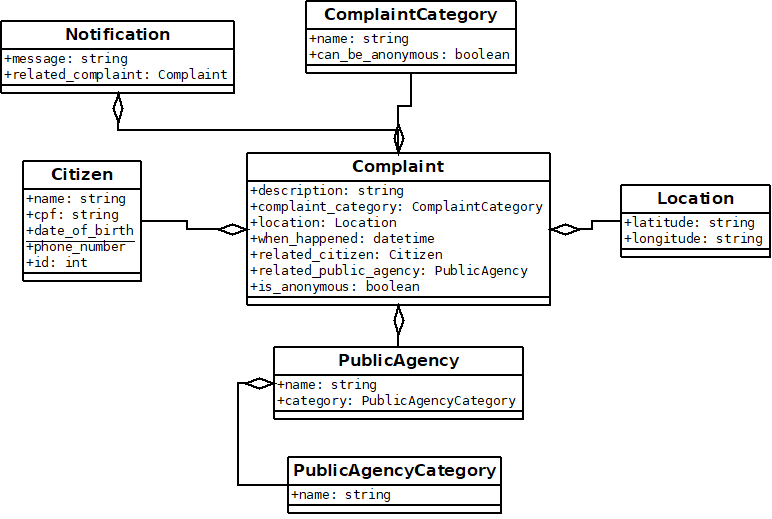 ComplaintCategory
+name: string
+can_be_anonymous: boolean
Notification
+message: string
+related_complaint: Complaint
Complaint
+description: string
+complaint_category: ComplaintCategory
+location: Location
+when_happened: datetime
+related_citizen: Citizen
+related_public_agency: PublicAgency
+is_anonymous: boolean
Citizen
+name: string
+cpf: string
+date_of_birth
+phone_number
+id: int
Location
+latitude: string
+longitude: string
PublicAgency
+name: string
+category: PublicAgencyCategory
PublicAgencyCategory
+name: string